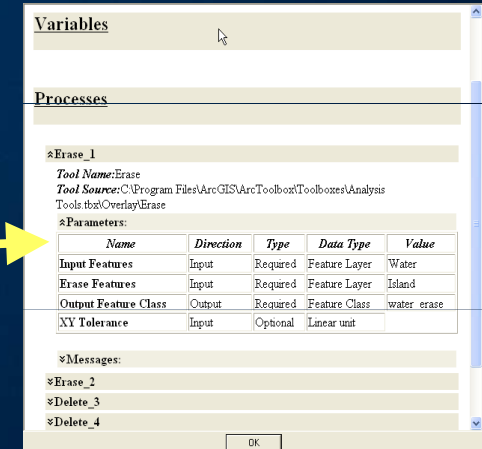 Variables
Processes
Erase_1
Tool Name:Erase
Tool Source:C:\Program Files\ArcGIS\ArcToolbox\Toolboxes\Analysis
Tools.tbx\Overlay\Erase
Parameters:
Name Direction Type Data Type Value
Input Features Input Required Feature Layer Water
Erase Features Input Required Feature Layer Island
Output Feature Class Output Required Feature Class water_erase
XY Tolerance Input Optional Linear unit
Messages:
Erase_2
Delete_3
Delete_4
OK